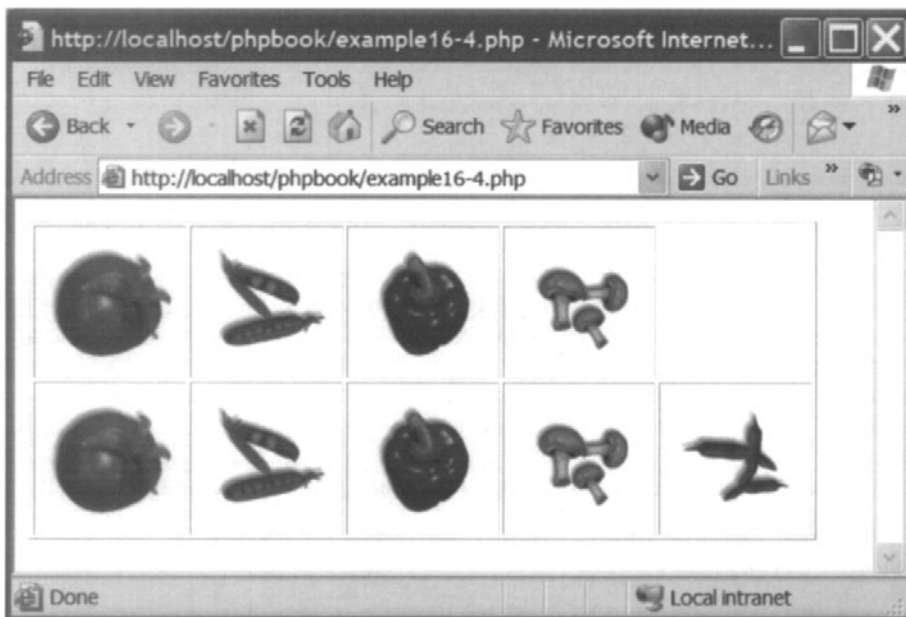 http://localhost/phpbook/example16-4.php - Microsoft Internet...
File Edit View Favorites Tools Help
Back Search Favorites Media »
Address http://localhost/phpbook/example16-4.php Go Links »
Done Local intranet